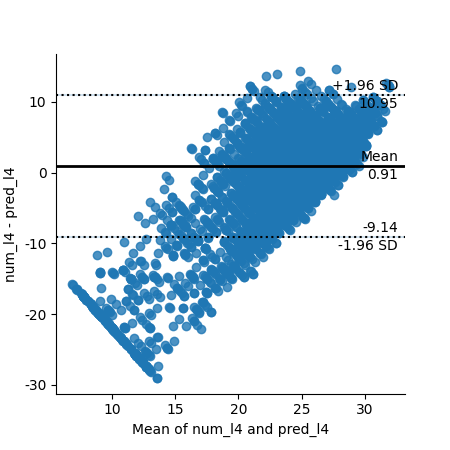 +1.96 SD
10.95
Mean
0.91
-9.14
-1.96 SD
10
0
-10
-20
-30
num_l4 - pred_l4
10 15 20 25 30
Mean of num_l4 and pred_l4